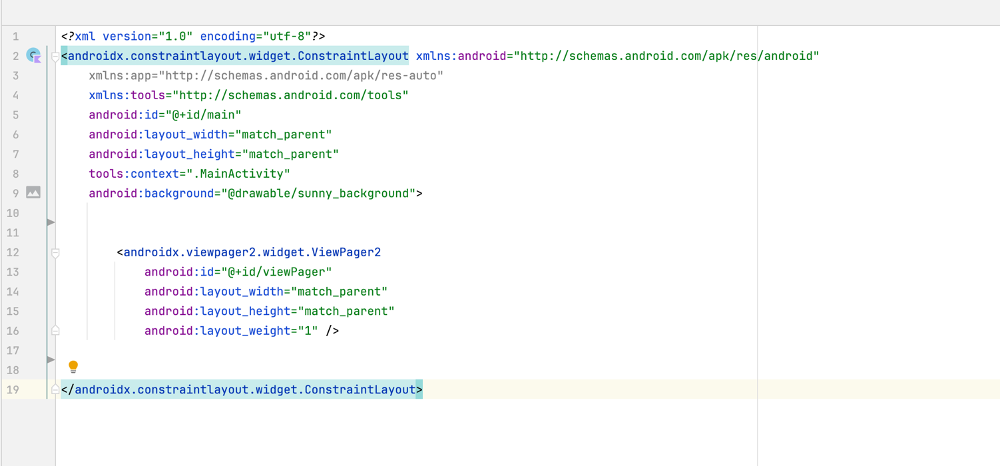 1 <?xml version="1.0" encoding="utf-8"?>
2 <androidx.constraintlayout.widget.ConstraintLayout xmlns:android="http://schemas.android.com/apk/res/android"
3 xmlns:app="http://schemas.android.com/apk/res-auto"
4 xmlns:tools="http://schemas.android.com/tools"
5 android:id="@+id/main"
6 android:layout_width="match_parent"
7 android:layout_height="match_parent"
8 tools:context=".MainActivity"
9 android:background="@drawable/sunny_background">
10
11
12 <androidx.viewpager2.widget.ViewPager2
13 android:id="@+id/viewPager"
14 android:layout_width="match_parent"
15 android:layout_height="match_parent"
16 android:layout_weight="1" />
17
18
19 </androidx.constraintlayout.widget.ConstraintLayout>